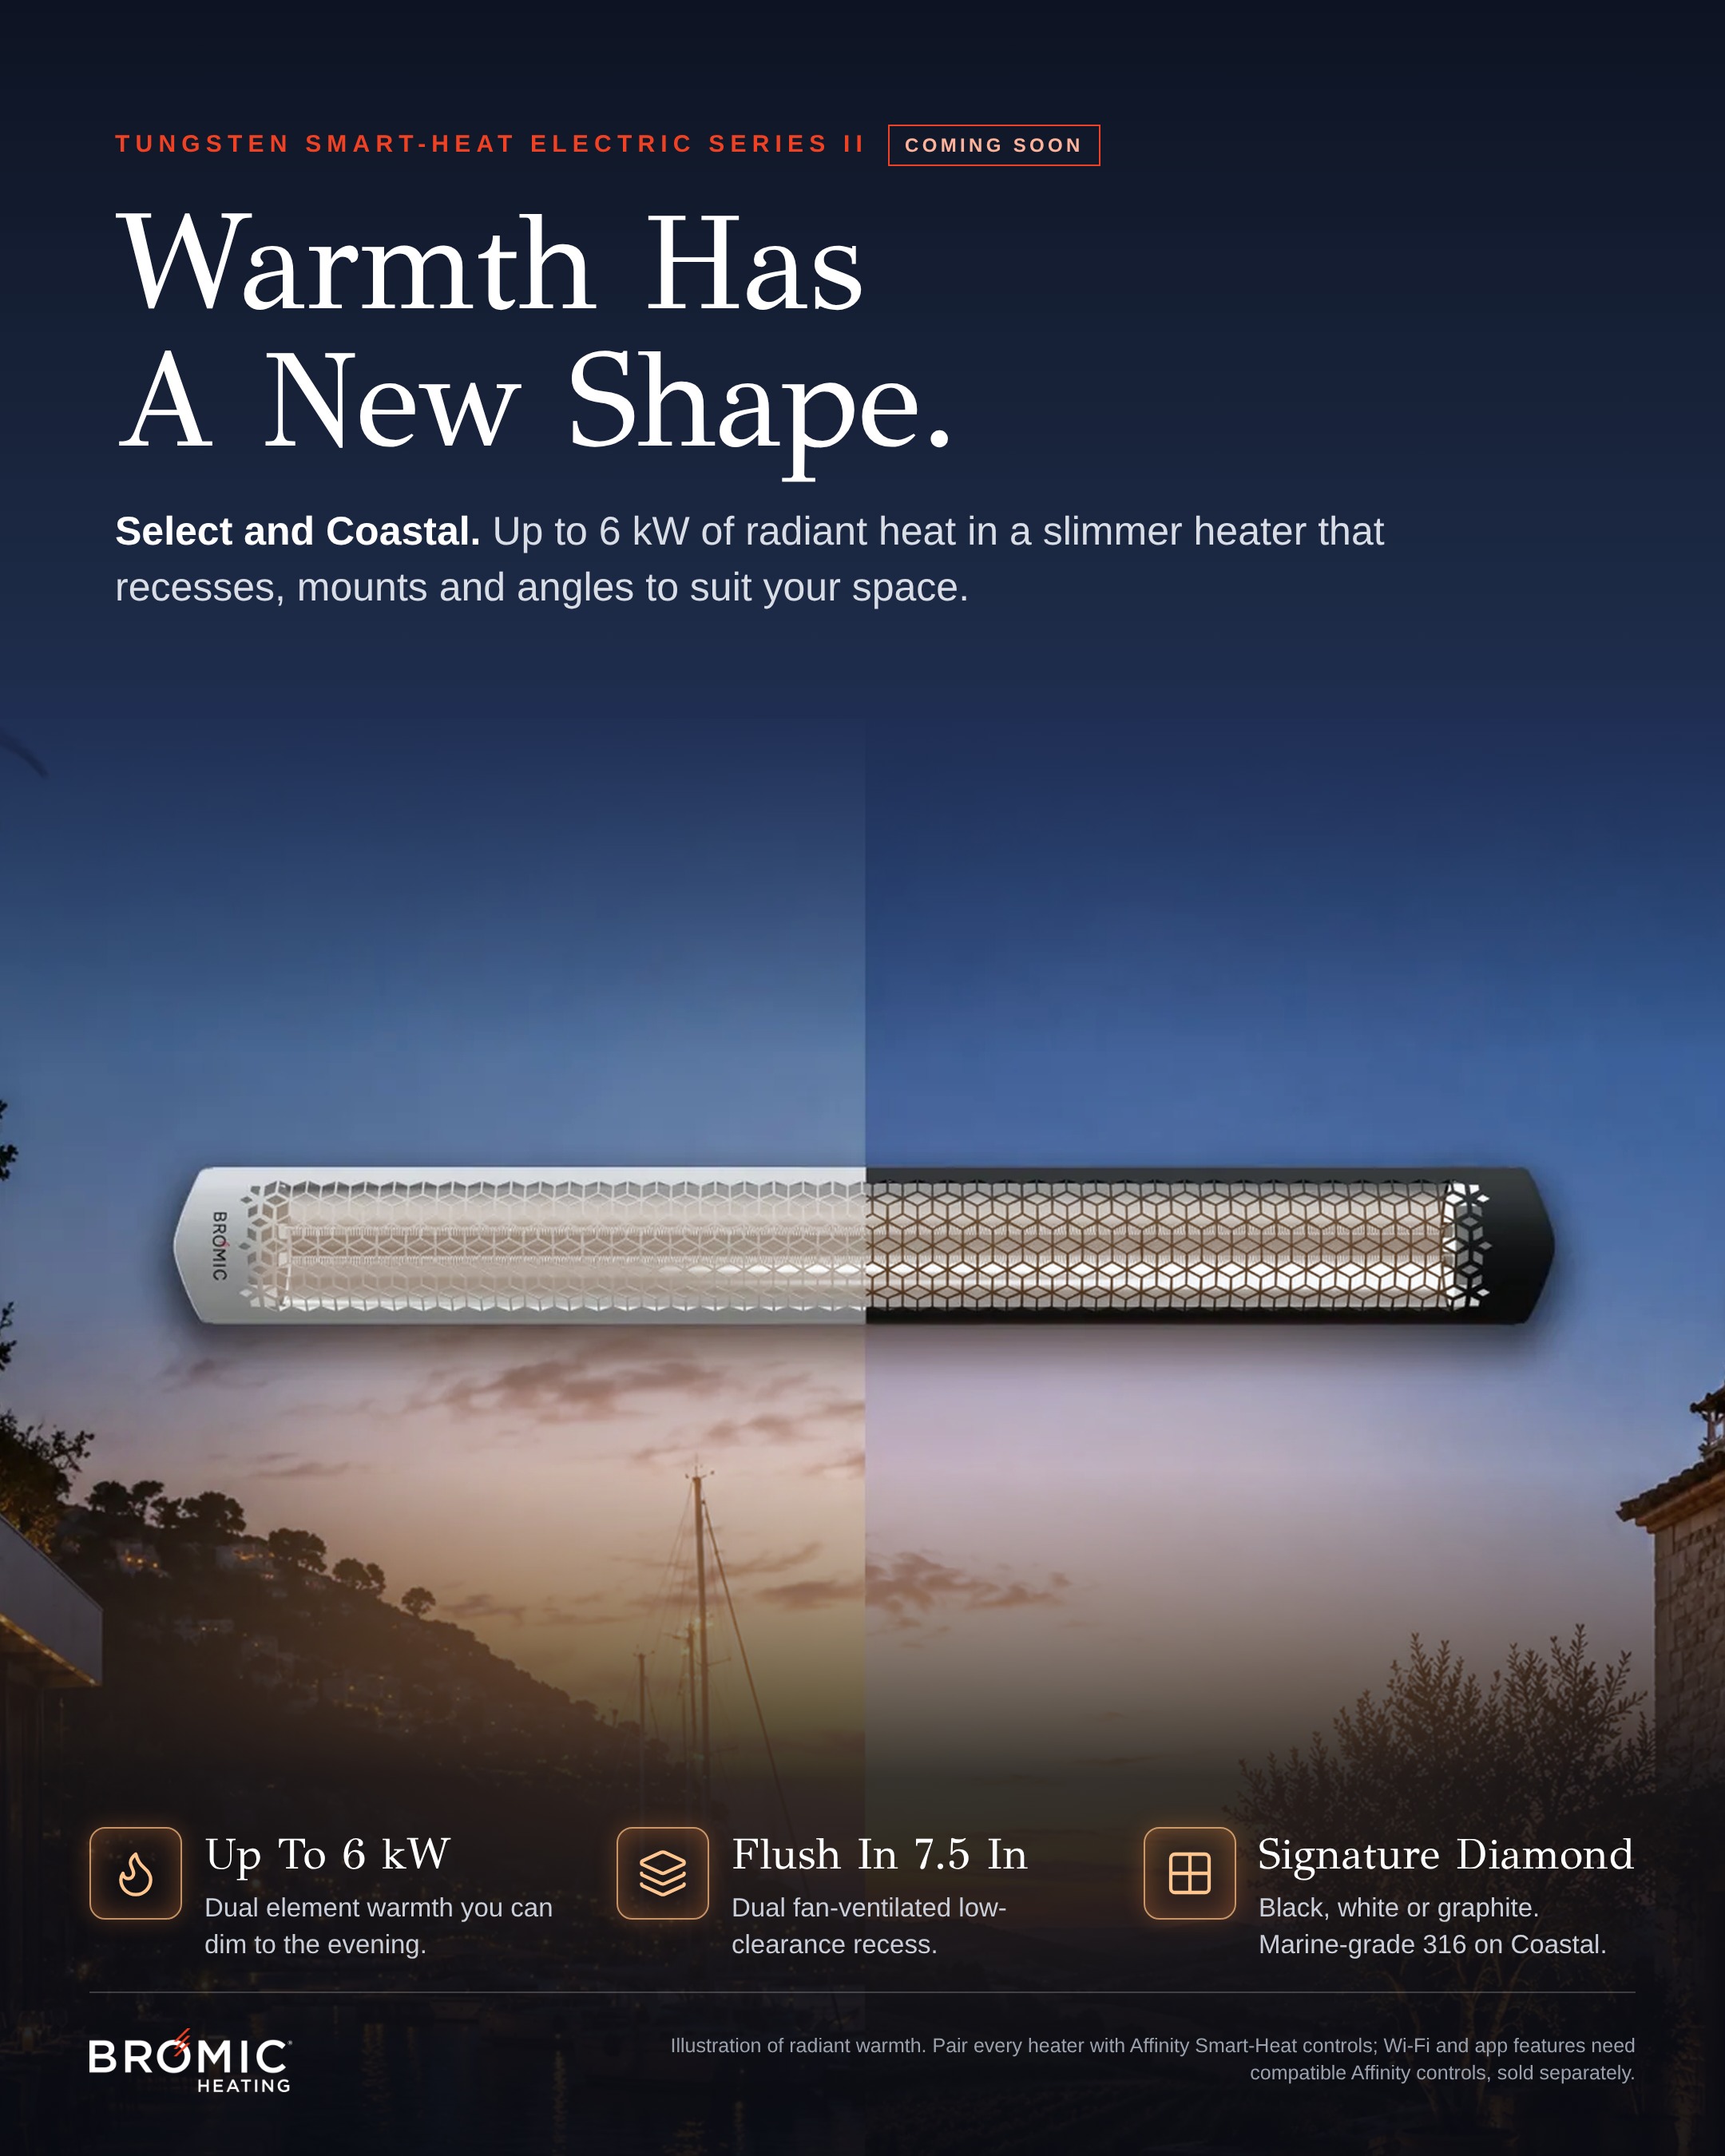 TUNGSTEN SMART-HEAT ELECTRIC SERIES II COMING SOON
Warmth Has
A New Shape.
Select and Coastal. Up to 6 kW of radiant heat in a slimmer heater that
recesses, mounts and angles to suit your space.
BROMIC
Up To 6 kW
Dual element warmth you can
dim to the evening.
Flush In 7.5 In
Dual fan-ventilated low-
clearance recess.
Signature Diamond
Black, white or graphite.
Marine-grade 316 on Coastal.
BROMIC
HEATING
Illustration of radiant warmth. Pair every heater with Affinity Smart-Heat controls; Wi-Fi and app features need
compatible Affinity controls, sold separately.